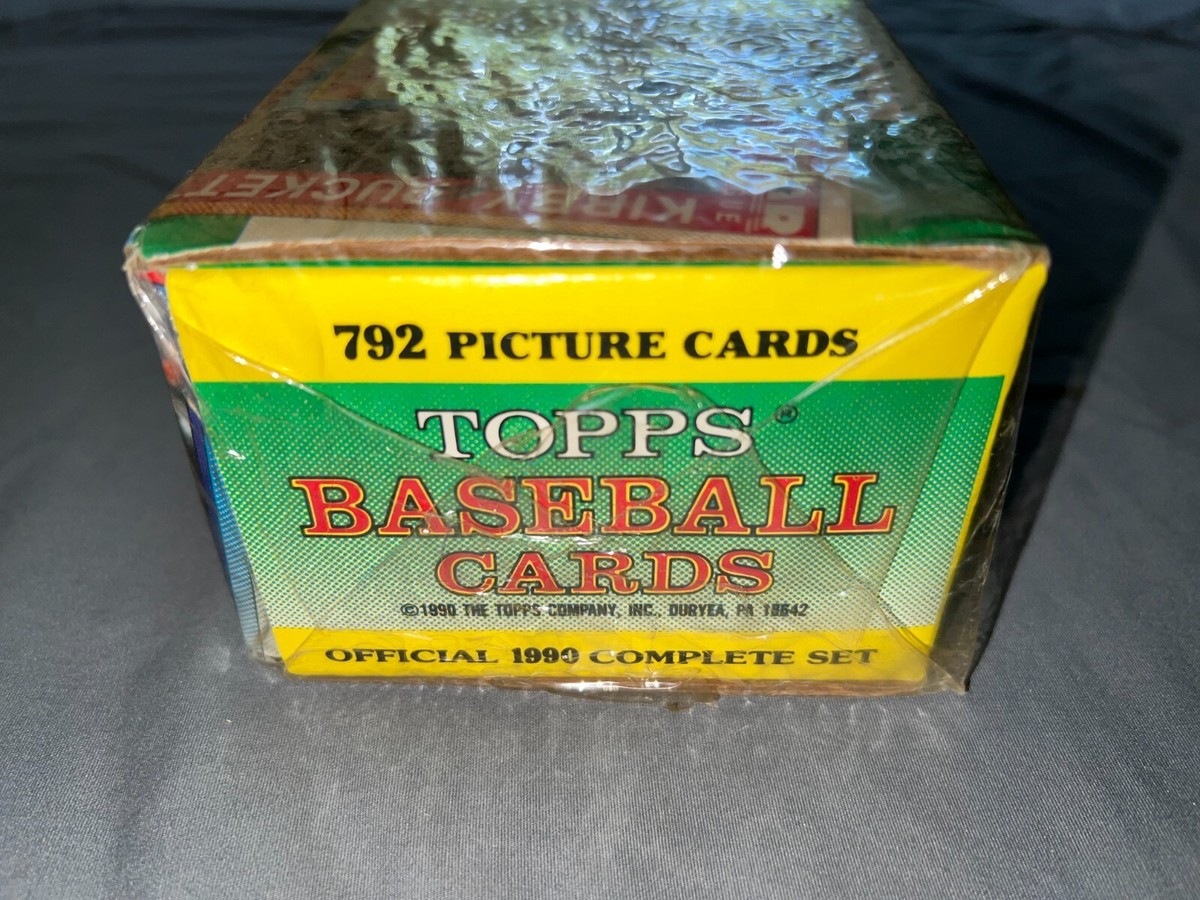 KIRBY PUCKET
792 PICTURE CARDS
TOPPS®
BASEBALL
CARDS
©1990 THE TOPPS COMPANY, INC. DURYEA, PA 18642
OFFICIAL 1990 COMPLETE SET